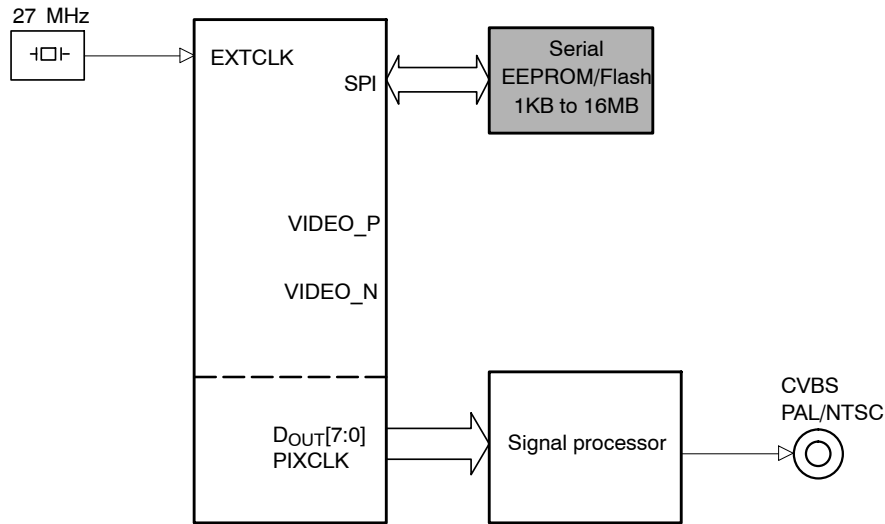 27 MHz
EXTCLK
SPI
Serial
EEPROM/Flash
1KB to 16MB
VIDEO_P
VIDEO_N
DOUT[7:0]
PIXCLK
Signal processor
CVBS
PAL/NTSC